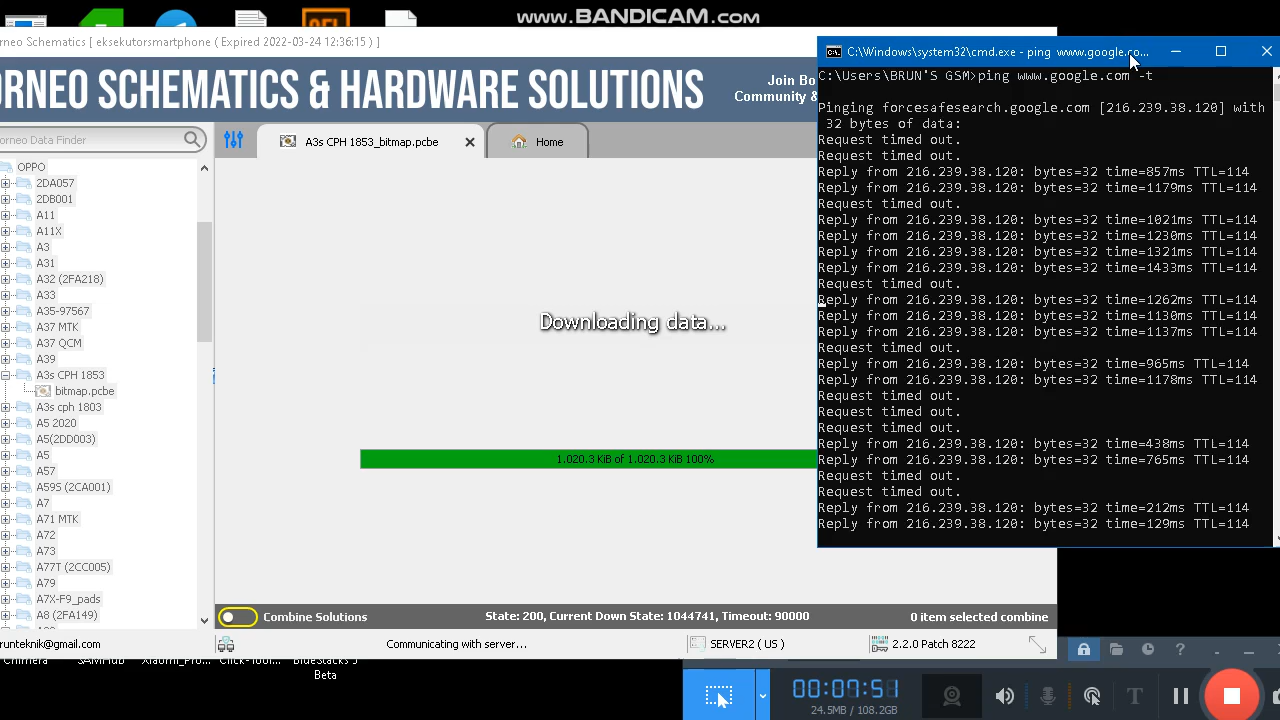 www.BANDICAM.com
orneo Schematics [ eksekutorsmartphone ( Expired 2022-03-24 12:36:15 ) ]
ORNEO SCHEMATICS & HARDWARE SOLUTIONS
Join Bo
Community &
orneo Data Finder
A3s CPH 1853_bitmap.pcbe
Home
OPPO
2DA057
2DB001
A11
A11X
A3
A31
A32 (2FA218)
A33
A35-97567
A37 MTK
A37 QCM
A39
A3s CPH 1853
bitmap.pcbe
A3s cph 1803
A5 2020
A5(2DD003)
A5
A57
A59S (2CA001)
A7
A71 MTK
A72
A73
A77T (2CC005)
A79
A7X-F9_pads
A8 (2FA149)
Downloading data...
1.020.3 KiB of 1.020.3 KiB 100%
Combine Solutions
State: 200, Current Down State: 1044741, Timeout: 90000
0 item selected combine
runteknik@gmail.com
Communicating with server...
SERVER2 ( US )
2.2.0 Patch 8222
C:\Windows\system32\cmd.exe - ping www.google.co...
C:\Users\BRUN'S GSM>ping www.google.com -t
Pinging forcesafesearch.google.com [216.239.38.120] with
32 bytes of data:
Request timed out.
Request timed out.
Reply from 216.239.38.120: bytes=32 time=857ms TTL=114
Reply from 216.239.38.120: bytes=32 time=1179ms TTL=114
Request timed out.
Reply from 216.239.38.120: bytes=32 time=1021ms TTL=114
Reply from 216.239.38.120: bytes=32 time=1230ms TTL=114
Reply from 216.239.38.120: bytes=32 time=1321ms TTL=114
Reply from 216.239.38.120: bytes=32 time=1433ms TTL=114
Request timed out.
Reply from 216.239.38.120: bytes=32 time=1262ms TTL=114
Reply from 216.239.38.120: bytes=32 time=1130ms TTL=114
Reply from 216.239.38.120: bytes=32 time=1137ms TTL=114
Request timed out.
Reply from 216.239.38.120: bytes=32 time=965ms TTL=114
Reply from 216.239.38.120: bytes=32 time=1178ms TTL=114
Request timed out.
Request timed out.
Request timed out.
Reply from 216.239.38.120: bytes=32 time=438ms TTL=114
Reply from 216.239.38.120: bytes=32 time=765ms TTL=114
Request timed out.
Request timed out.
Reply from 216.239.38.120: bytes=32 time=212ms TTL=114
Reply from 216.239.38.120: bytes=32 time=129ms TTL=114
Chimera
SAMHub
Xiaomi_Pro...
Click-Tool...
BlueStacks 5
Beta
00:07:51
24.5MB / 108.2GB